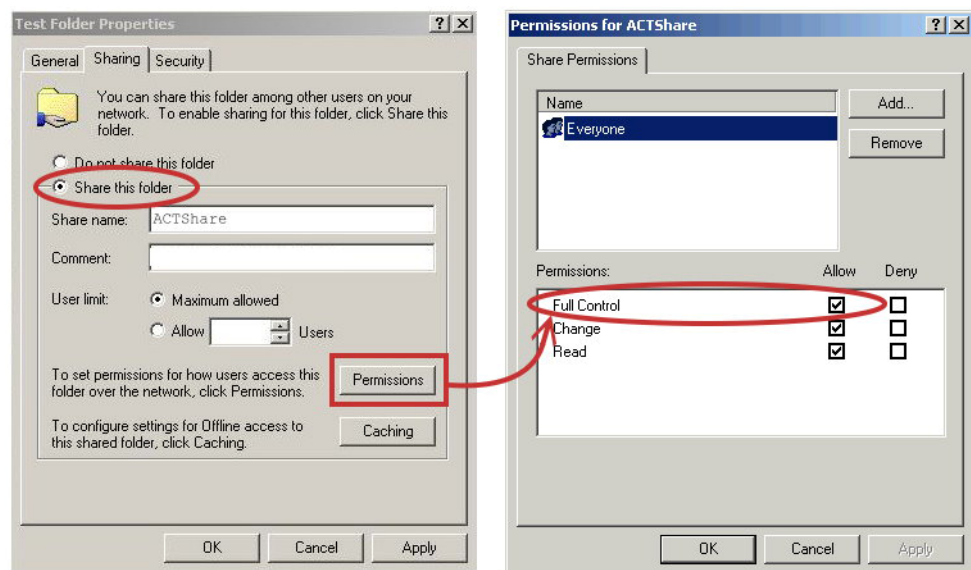 Test Folder Properties
General Sharing Security
You can share this folder among other users on your
network. To enable sharing for this folder, click Share this
folder.
Do not share this folder
Share this folder
Share name: ACTShare
Comment:
User limit: Maximum allowed
Allow Users
To set permissions for how users access this
folder over the network, click Permissions.
Permissions
To configure settings for Offline access to
this shared folder, click Caching.
Caching
OK Cancel Apply
Permissions for ACTShare
Share Permissions
Name
Everyone
Add...
Remove
Permissions: Allow Deny
Full Control
Change
Read
OK Cancel Apply